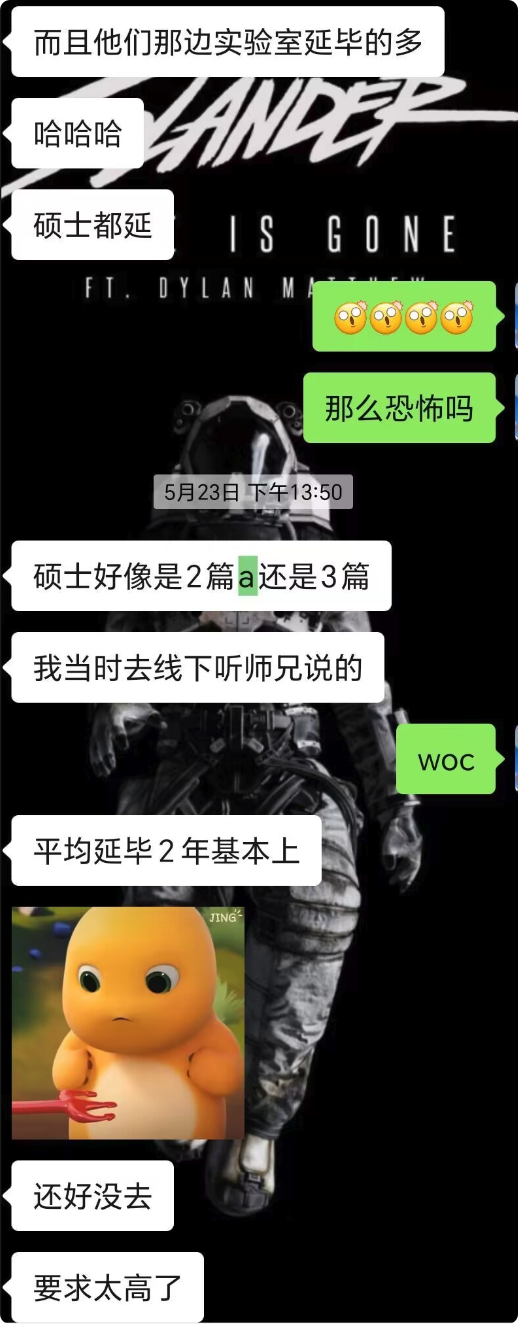 而且他们那边实验室延毕的多
哈哈哈
硕士都延
IS GONE
FT. DYLAN
那么恐怖吗
5月23日 下午13:50
硕士好像是2篇a还是3篇
我当时去线下听师兄说的
woc
平均延毕2年基本上
JING
还好没去
要求太高了